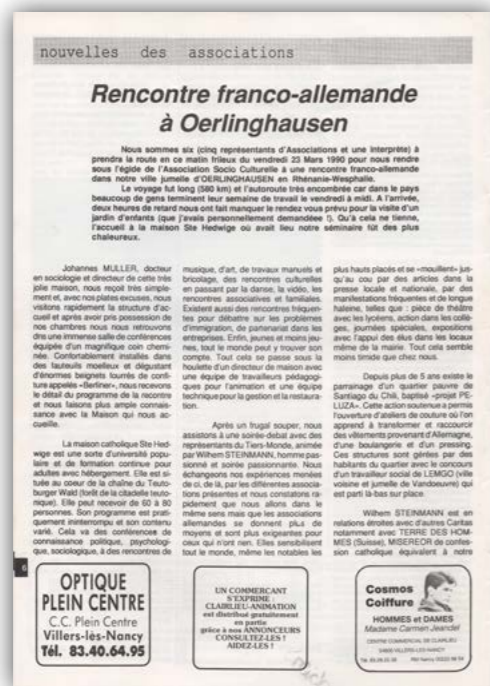 nouvelles des associations
Rencontre franco-allemande
à Oerlinghausen
Nous sommes six (cinq représentants d'Associations et une interprète) à
prendra la route en ce matin frileux du vendredi 23 Mars 1990 pour nous rendre
sous l'égide de l'Association Socio Culturelle à une rencontre franco-allemande
dans notre ville jumelle d'OERLINGHAUSEN en Rhénanie-Wesphalie.
Le voyage fut long (580 km) et l'autoroute très encombrée car dans le pays
beaucoup de gens terminent leur semaine de travail le vendredi à midi. A l'arrivée,
deux heures de retard nous ont fait manquer le rendez vous prévu pour la visite d'un
jardin d'enfants (que j'avais personnellement demandéee !). Qu'à cela ne tienne,
l'accueil à la maison Ste Hedwige où avait lieu notre séminaire fût des plus
chaleureux.
Johannes MULLER, docteur
en sociologie et directeur de cette très
jolie maison, nous reçoit très simple-
ment et, avec nos plates excuses, nous
visitons rapidement la structure d'ac-
cueil et après avoir pris possession de
nos chambres nous nous retrouvons
dns une immense salle de conférences
équipée d'un magnifique coin chemi-
née. Confortablement installés dans
des fauteuils moelleux et dégustant
d'énormes beignets fourrés de confi-
ture appelés «Berliner», nous recevons
le détail du programme de la recontre
et nous faisons plus ample connais-
sance avec la Maison qui nous ac-
cueille.
La maison catholique Ste Hed-
wige est une sorte d'université popu-
laire et de formation continue pour
adultes avec hébergement. Elle est si-
tuée au coeur de la chaîne du Teuto-
burger Wald (forêt de la citadelle teuto-
nique). Elle peut recevoir de 60 à 80
personnes. Son programme est prati-
quement ininterrompu et son contenu
varié. Cela va des conférences de
connaissance politique, psychologi-
que, sociologique, à des rencontres de
musique, d'art, de travaux manuels et
bricolage, des rencontres culturelles
en passant par la danse, la vidéo, les
rencontres associatives et familiales.
Existent aussi des rencontres fréquen-
tes pour débattre sur les problèmes
d'immigration, de partenariat dans les
entreprises. Enfin, jeunes et moins jeu-
nes, tout le monde peut y trouver son
compte. Tout cela se passe sous la
houlette d'un directeur de maison avec
une équipe de travailleurs pédagogi-
ques pour l'animation et une équipe
technique pour la gestion et la restaura-
tion.
Après un frugal souper, nous
assistons à une soirée-débat avec des
représentants du Tiers-Monde, animée
par Wilhem STEINMANN, homme pas-
sionné et soirée passionnante. Nous
échangeons nos expériences menées
de ci, de là, par les différentes associa-
tions présentes et nous constatons ra-
pidement que nous allons dans le
même sens mais que les associations
allemandes se donnent plus de
moyens et sont plus exigeantes pour
ceux qui n'ont rien. Elles sensibilisent
tout le monde, même les notables les
plus hauts placés et se «mouillent» jus-
qu'au cou par des articles dans la
presse locale et nationale, par des
manifestations fréquentes et de longue
haleine, telles que : pièce de théâtre
avec les lycéens, action dans les collè-
ges, journées spéciales, expositions
avec l'appui des élus dans les locaux
même de la mairie. Tout cela semble
moins timide que chez nous.
Depuis plus de 5 ans existe le
parrainage d'un quartier pauvre de
Santiago du Chili, baptisé «projet PE-
LUZA». Cette action soutenue a permis
l'ouverture d'ateliers de couture où l'on
apprend à transformer et raccourcir
des vêtements provenant d'Allemagne,
d'une boulangerie et d'un pressing.
Ces structures sont gérées par des
habitants du quartier avec le concours
d'un travailleur social de LEMGO (ville
voisine et jumelle de Vandoeuvre) qui
est parti là-bas sur place.
Wilhem STEINMANN est en
relations étroites avec d'autres Caritas
notamment avec TERRE DES HOM-
MES (Suisse), MISEREOR de confes-
sion catholique équivalent à notre
6
OPTIQUE
PLEIN CENTRE
C.C. Plein Centre
Villers-lès-Nancy
Tél. 83.40.64.95
UN COMMERÇANT
S'EXPRIME :
CLAIRLIEU-ANIMATION
est distribué gratuitement
en partie
grâce à nos ANNONCEURS
CONSULTEZ-LES !
AIDEZ-LES !
Cosmos
Coiffure
HOMMES et DAMES
Madame Carmen Jeandel
CENTRE COMMERCIAL DE CLAIRLIEU
54600 VILLERS-LES-NANCY